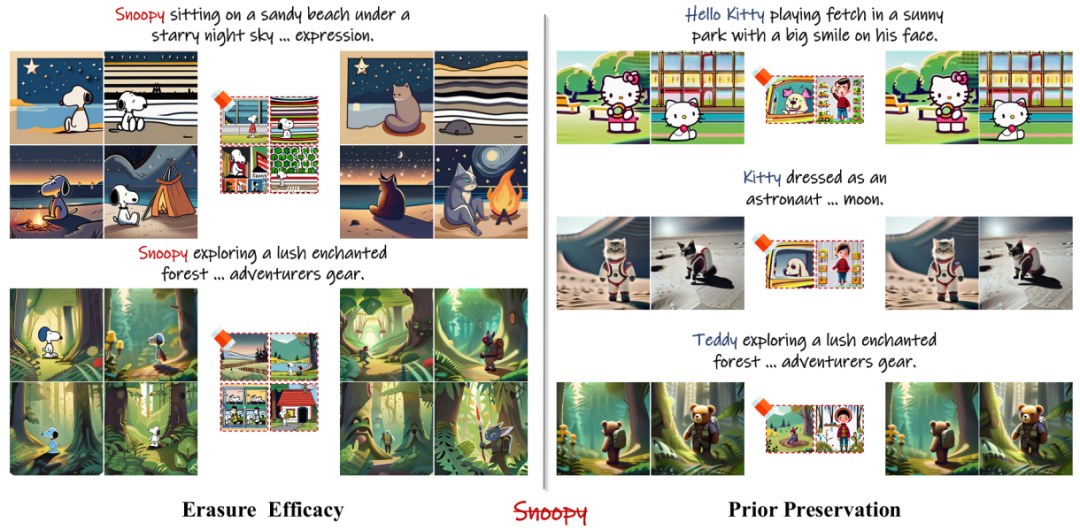 Snoopy sitting on a sandy beach under a
starry night sky ... expression.
Snoopy exploring a lush enchanted
forest ... adventurers gear.
Hello Kitty playing fetch in a sunny
park with a big smile on his face.
Kitty dressed as an
astronaut ... moon.
Teddy exploring a lush enchanted
forest ... adventurers gear.
Erasure Efficacy
Snoopy
Prior Preservation